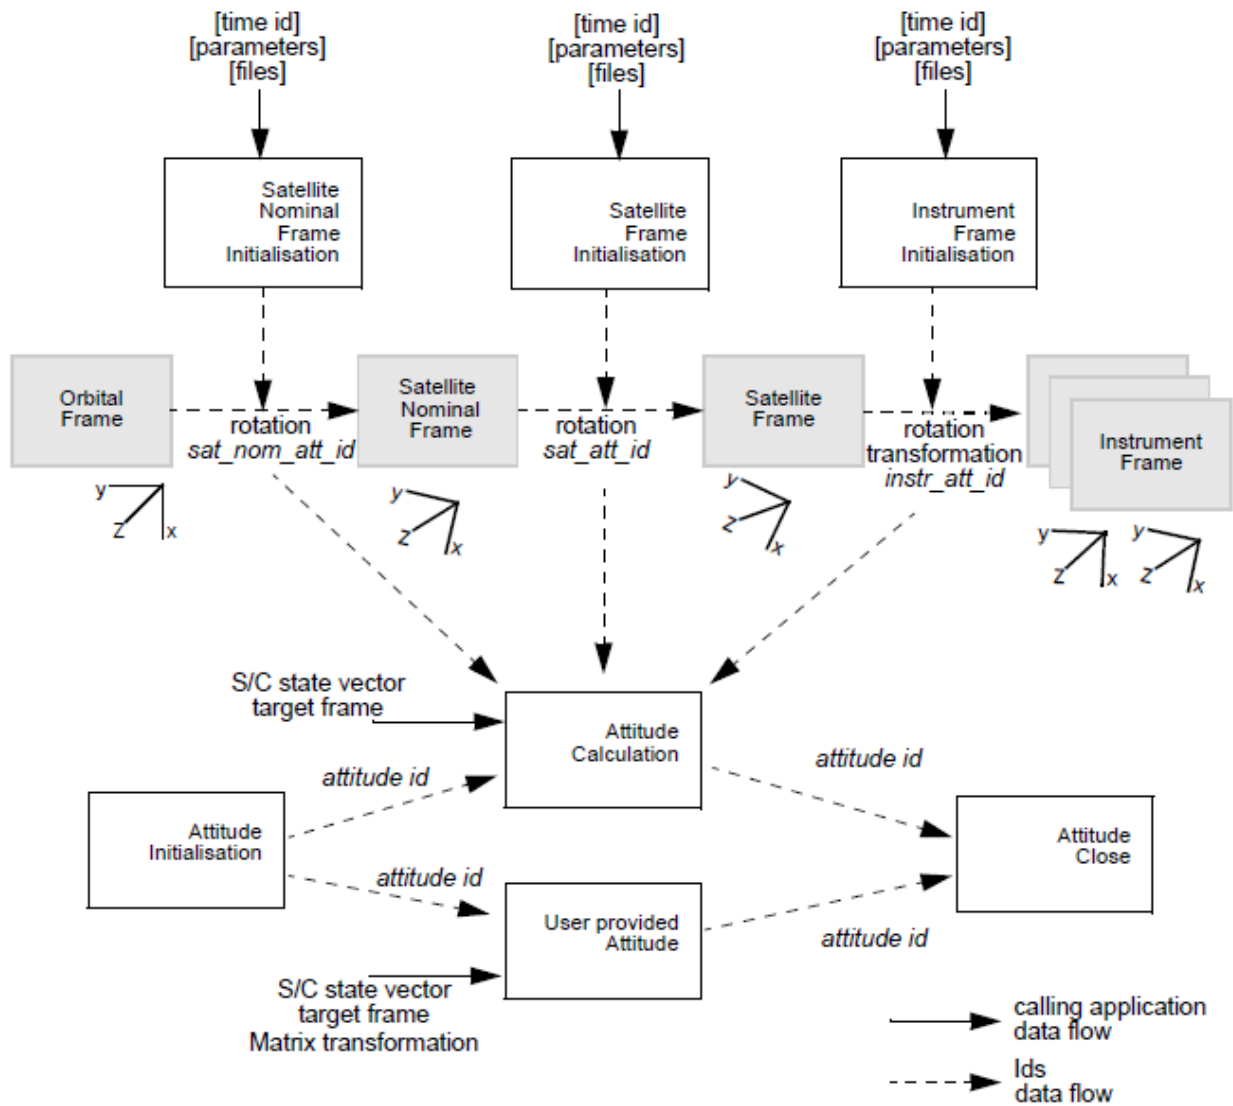 [time id]
[parameters]
[files]
[time id]
[parameters]
[files]
[time id]
[parameters]
[files]
Satellite
Nominal
Frame
Initialisation
Satellite
Frame
Initialisation
Instrument
Frame
Initialisation
Orbital
Frame
rotation
sat_nom_att_id
Satellite
Nominal
Frame
rotation
sat_att_id
Satellite
Frame
rotation
transformation
instr_att_id
Instrument
Frame
y
Z
x
y
z
x
y
z
x
y
Z
x
y
z
x
S/C state vector
target frame
Attitude
Calculation
attitude id
attitude id
Attitude
Initialisation
Attitude
Close
attitude id
User provided
Attitude
attitude id
S/C state vector
target frame
Matrix transformation
calling application
data flow
Ids
data flow